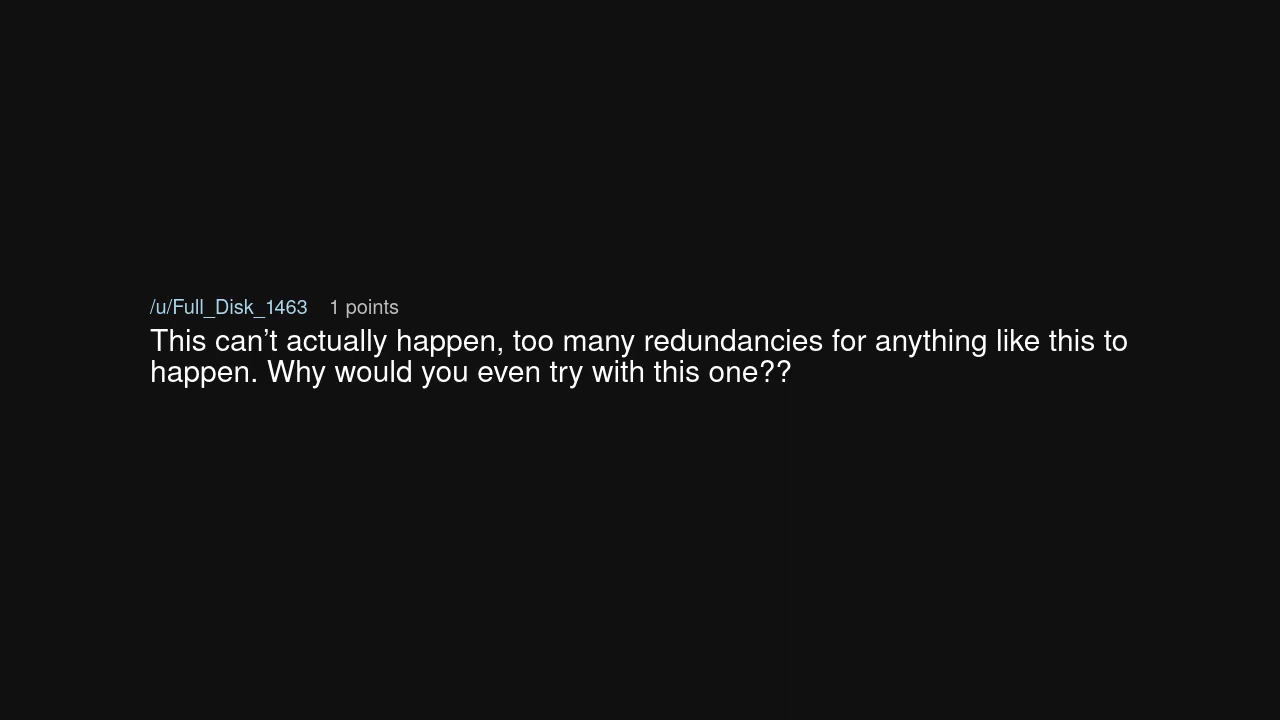 /u/Full_Disk_1463 1 points
This can’t actually happen, too many redundancies for anything like this to
happen. Why would you even try with this one??